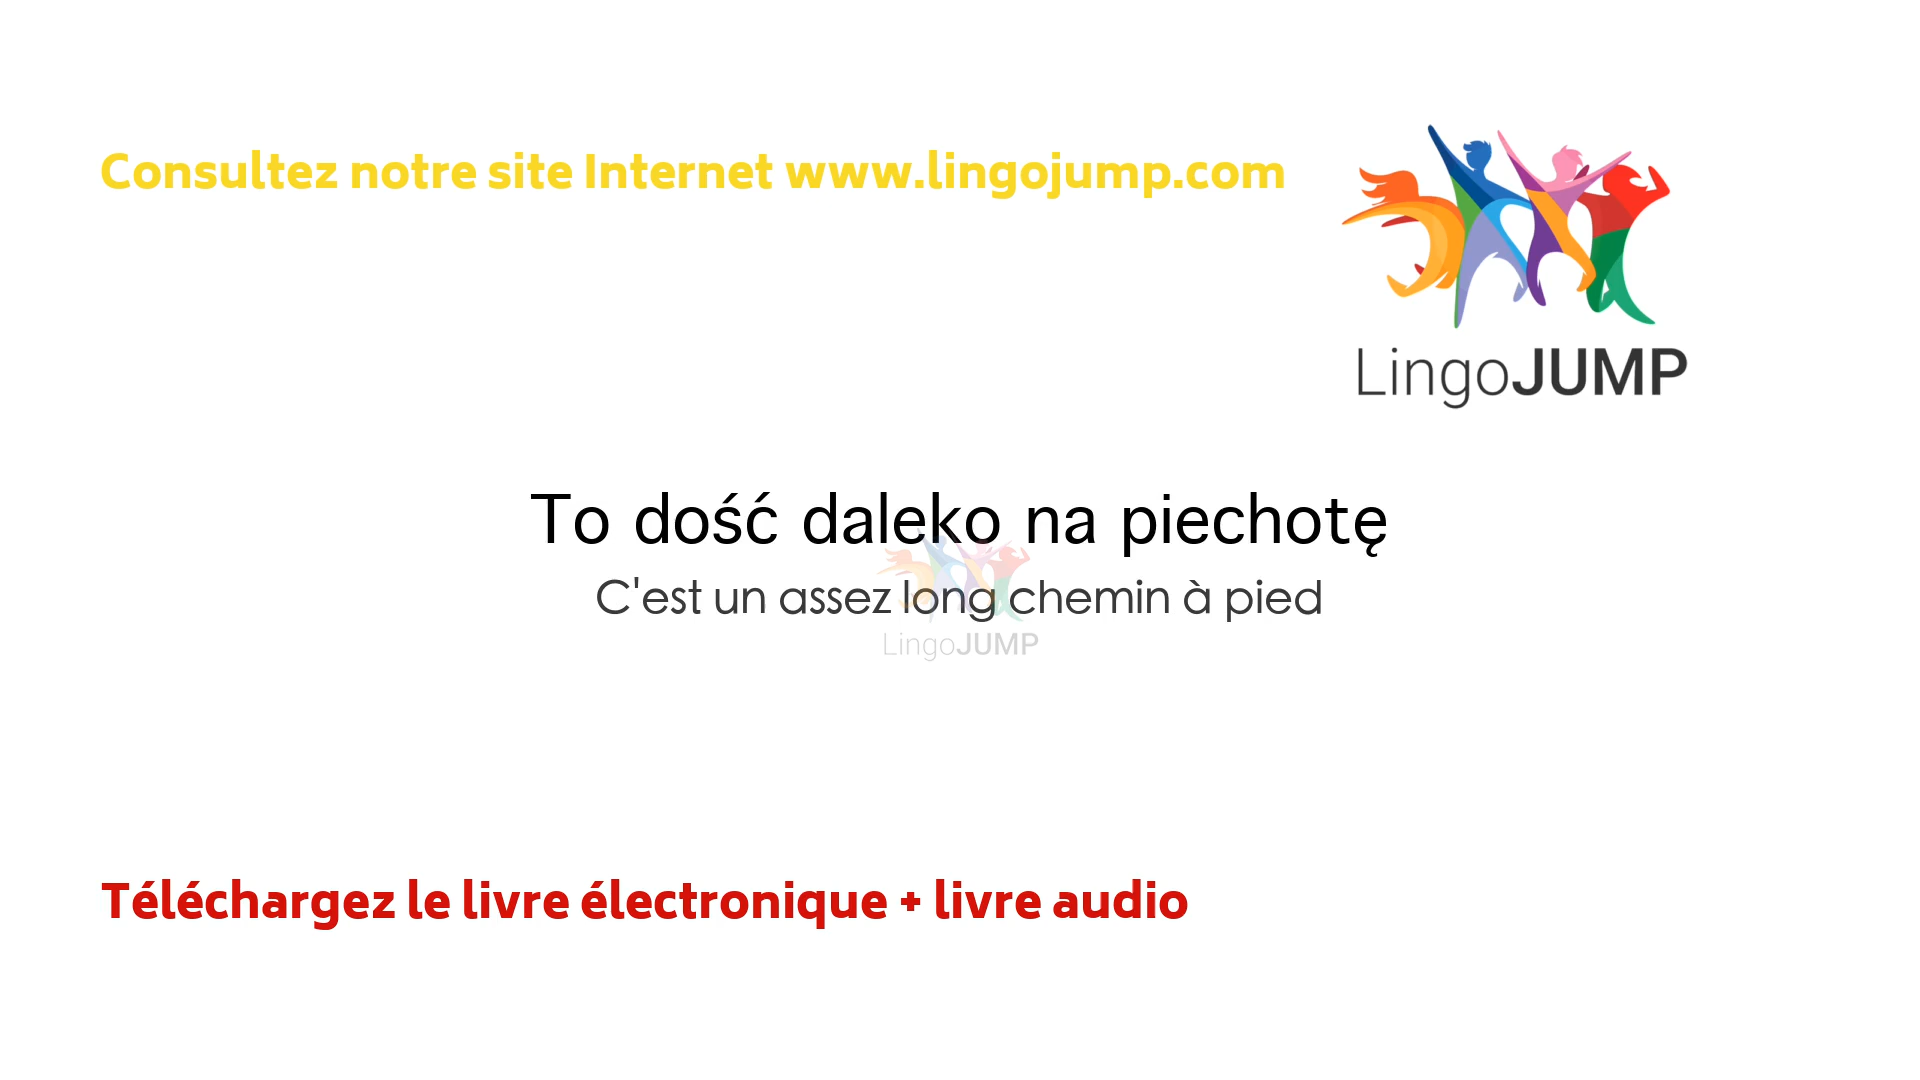 Consultez notre site Internet www.lingojump.com
LingoJUMP
To dość daleko na piechotę
C'est un assez long chemin à pied
LingoJUMP
Téléchargez le livre électronique + livre audio